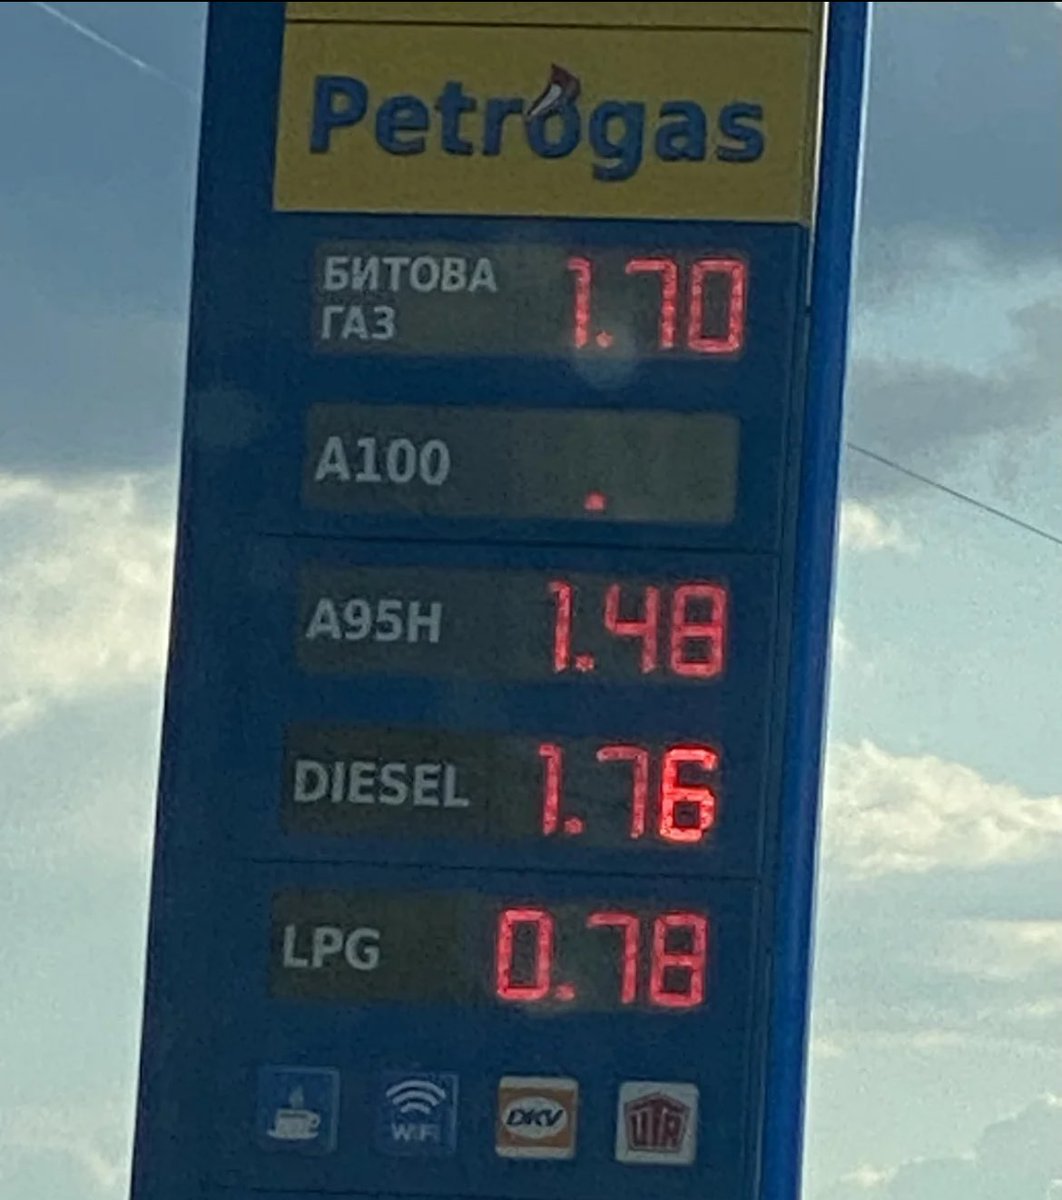 Petrogas
БИТОВА 1.70
ГАЗ
A100 .
A95H 1.48
DIESEL 1.76
LPG 0.78
WiFi
DKV
UTA